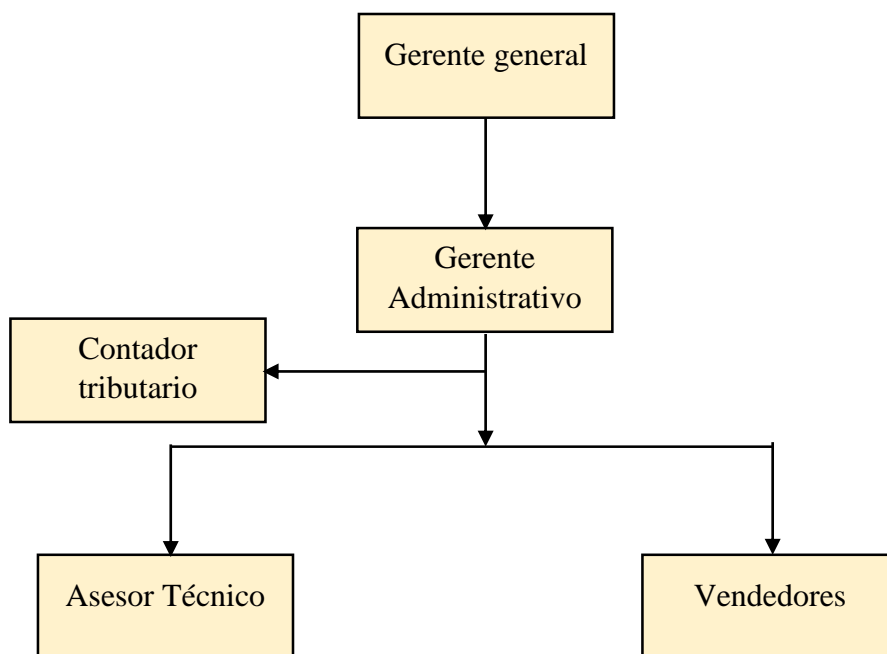 Gerente general
Gerente
Administrativo
Contador
tributario
Asesor Técnico
Vendedores